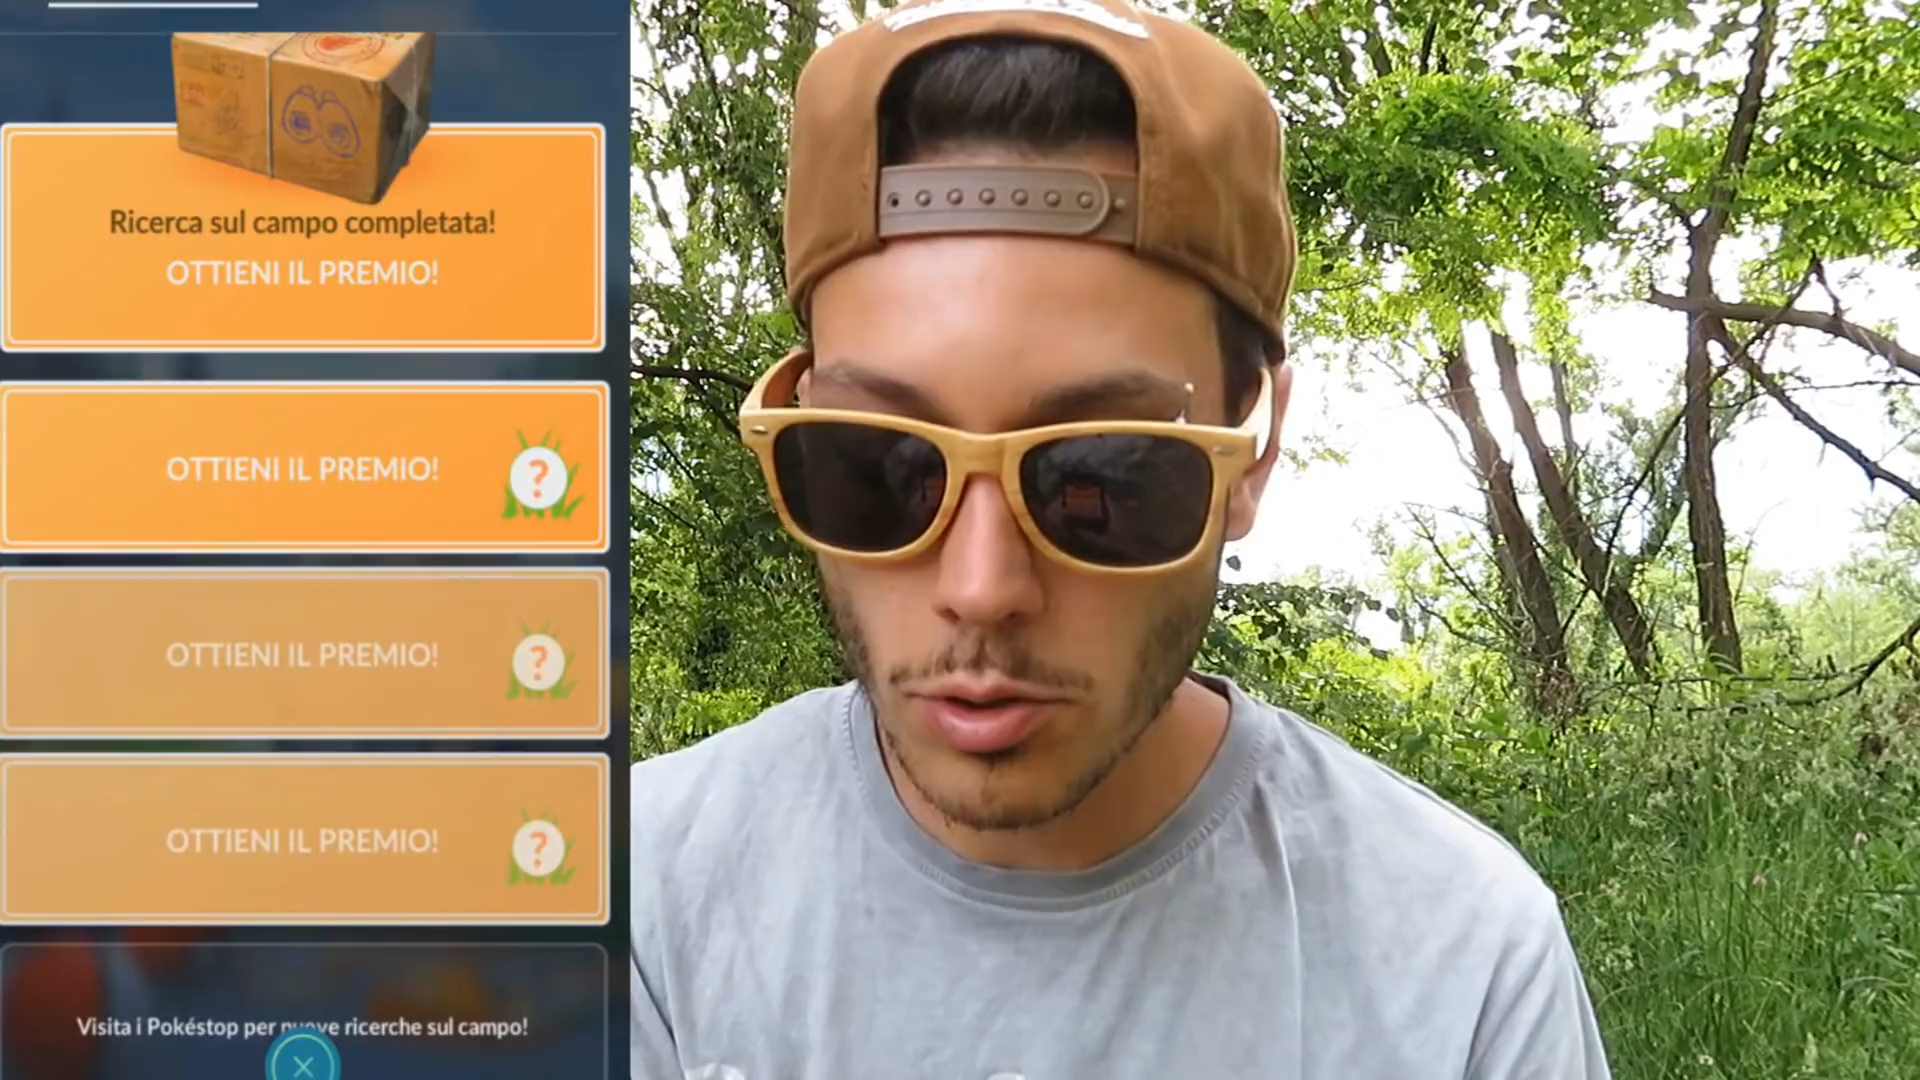 Ricerca sul campo completata!
OTTIENI IL PREMIO!
OTTIENI IL PREMIO!
?
OTTIENI IL PREMIO!
?
OTTIENI IL PREMIO!
?
Visita i Pokéstop per nuove ricerche sul campo!